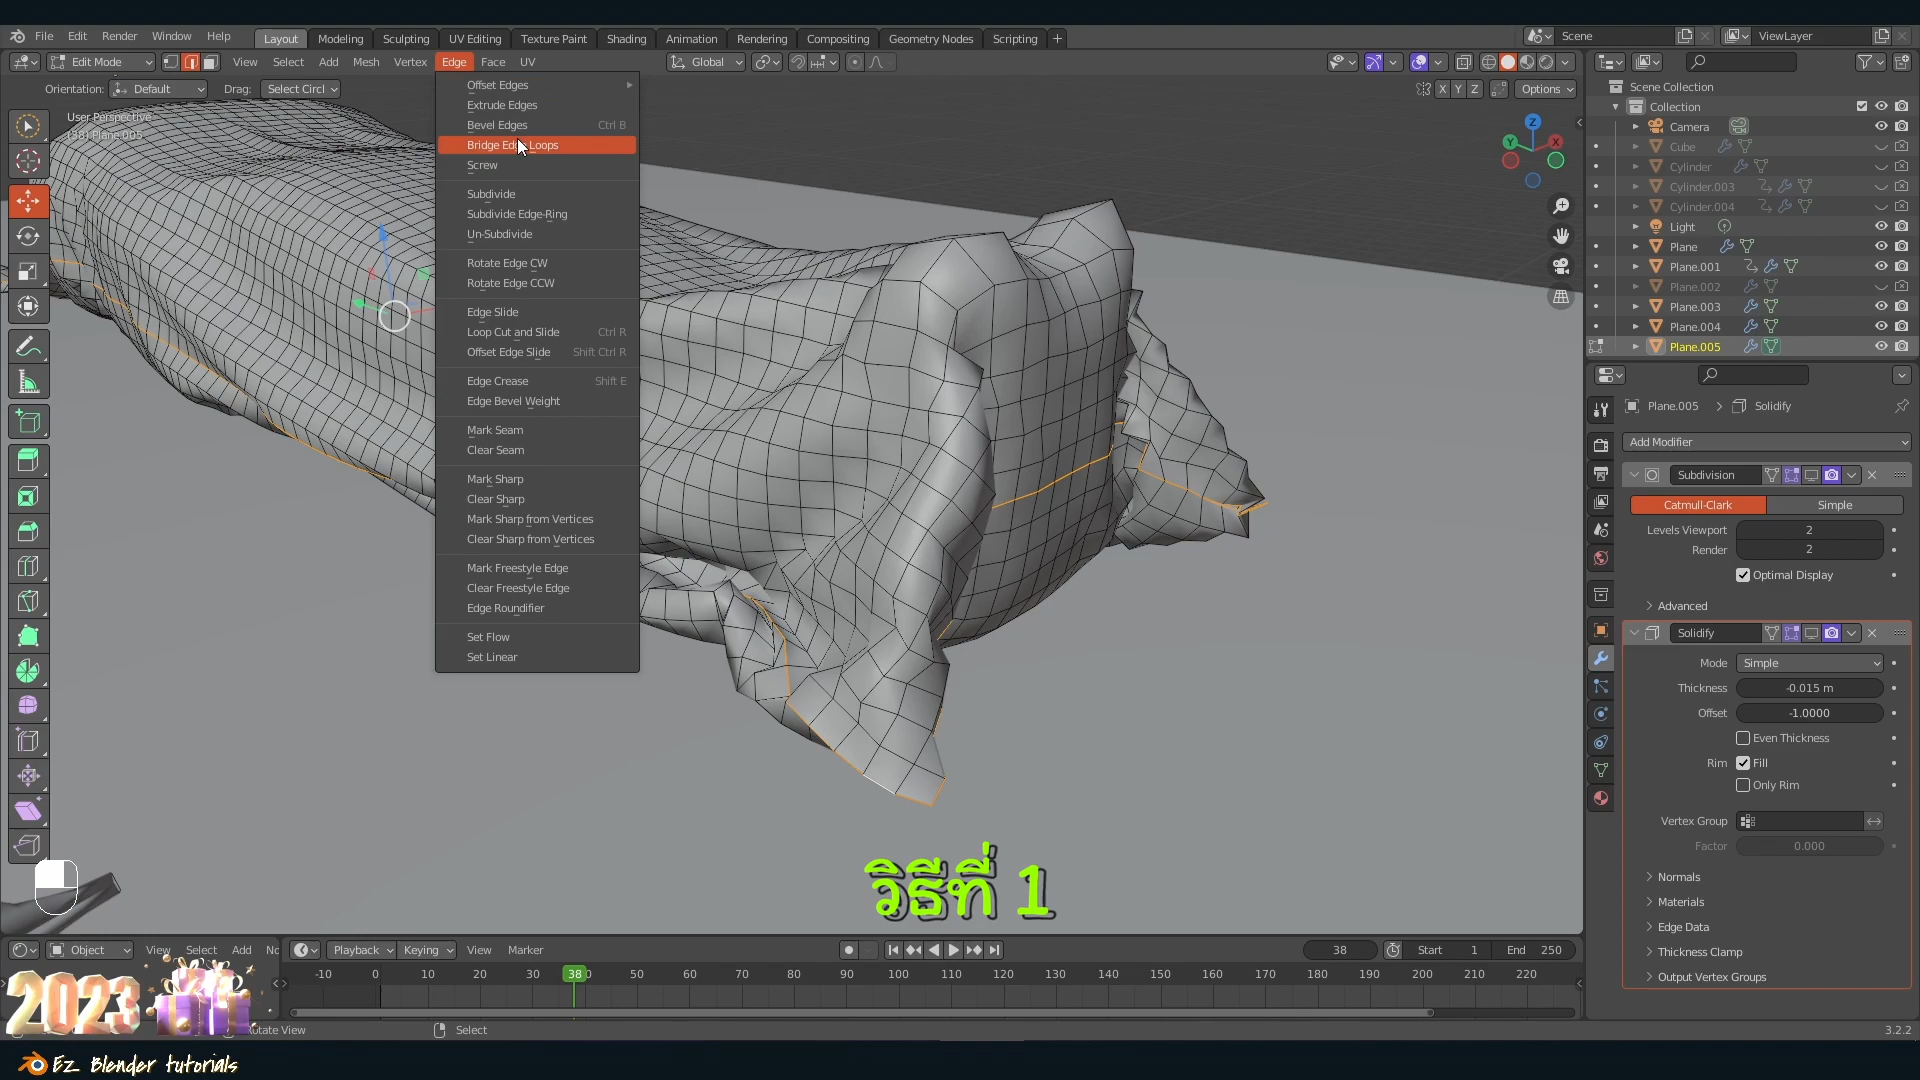 File Edit Render Window Help Layout Modeling Sculpting UV Editing Texture Paint Shading Animation Rendering Compositing Geometry Nodes Scripting + Scene ViewLayer
Edit Mode View Select Add Mesh Vertex Edge Face UV Global
Orientation: Default Drag: Select Circl X Y Z Options
User Perspective
(38) Plane.005
Offset Edges
Extrude Edges
Bevel Edges Ctrl B
Bridge Edge Loops
Screw
Subdivide
Subdivide Edge-Ring
Un-Subdivide
Rotate Edge CW
Rotate Edge CCW
Edge Slide
Loop Cut and Slide Ctrl R
Offset Edge Slide Shift Ctrl R
Edge Crease Shift E
Edge Bevel Weight
Mark Seam
Clear Seam
Mark Sharp
Clear Sharp
Mark Sharp from Vertices
Clear Sharp from Vertices
Mark Freestyle Edge
Clear Freestyle Edge
Edge Roundifier
Set Flow
Set Linear
Z
Y X
Scene Collection
Collection
Camera
Cube
Cylinder
Cylinder.003
Cylinder.004
Light
Plane
Plane.001
Plane.002
Plane.003
Plane.004
Plane.005
Plane.005 > Solidify
Add Modifier
Subdivision
Catmull-Clark Simple
Levels Viewport 2
Render 2
Optimal Display
Advanced
Solidify
Mode Simple
Thickness -0.015 m
Offset -1.0000
Even Thickness
Rim Fill
Only Rim
Vertex Group
Factor 0.000
Normals
Materials
Edge Data
Thickness Clamp
Output Vertex Groups
วิธีที่ 1
Object View Select Add Playback Keying View Marker 38 Start 1 End 250
-10 0 10 20 30 38 50 60 70 80 90 100 110 120 130 140 150 160 170 180 190 200 210 220
2023
Rotate View Select 3.2.2
Ez Blender tutorials